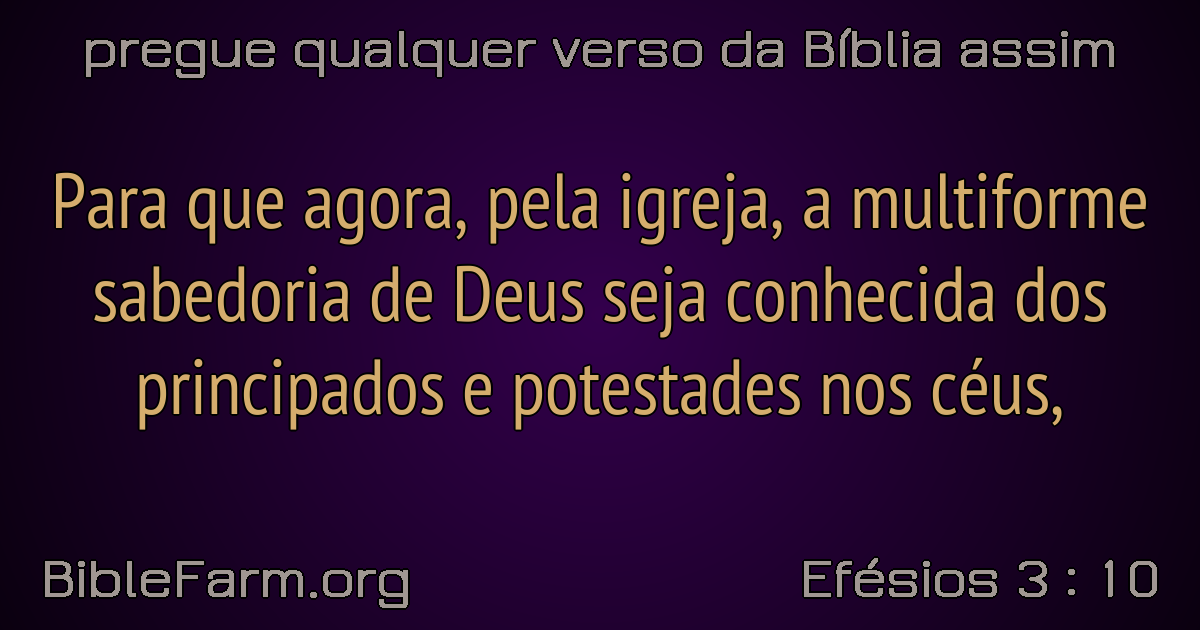 pregue qualquer verso da Bíblia assim
Para que agora, pela igreja, a multiforme
sabedoria de Deus seja conhecida dos
principados e potestades nos céus,
BibleFarm.org
Efésios 3 : 10